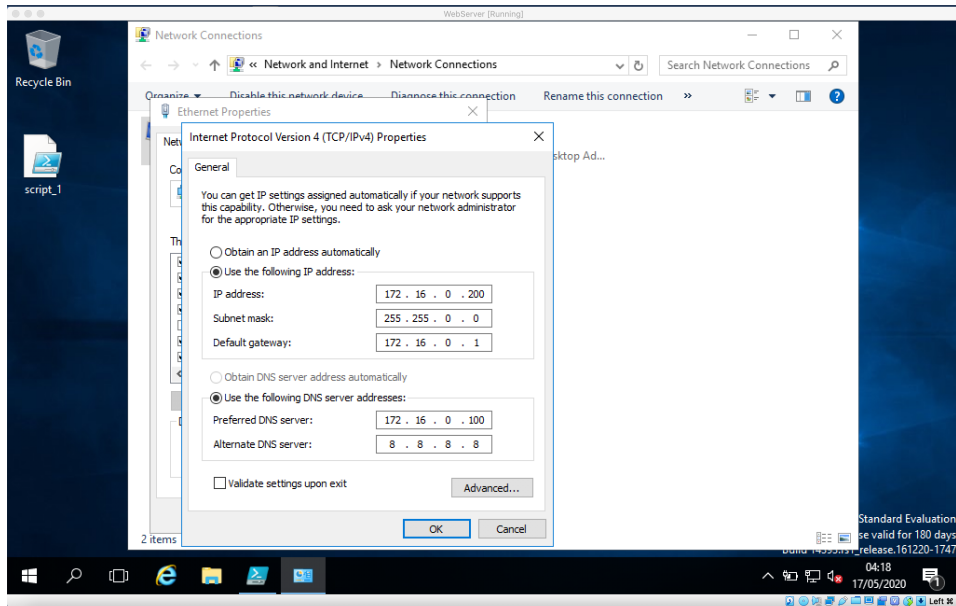 WebServer [Running]
Recycle Bin
script_1
Network Connections
« Network and Internet > Network Connections
Search Network Connections
Organize
Disable this network device
Diagnose this connection
Rename this connection
»
Ethernet Properties
Internet Protocol Version 4 (TCP/IPv4) Properties
sktop Ad...
General
You can get IP settings assigned automatically if your network supports
this capability. Otherwise, you need to ask your network administrator
for the appropriate IP settings.
Obtain an IP address automatically
Use the following IP address:
IP address: 172 . 16 . 0 . 200
Subnet mask: 255 . 255 . 0 . 0
Default gateway: 172 . 16 . 0 . 1
Obtain DNS server address automatically
Use the following DNS server addresses:
Preferred DNS server: 172 . 16 . 0 . 100
Alternate DNS server: 8 . 8 . 8 . 8
Validate settings upon exit
Advanced...
OK
Cancel
2 items
Standard Evaluation
se valid for 180 days
release.161220-1747
04:18
17/05/2020
1
Left ⌘